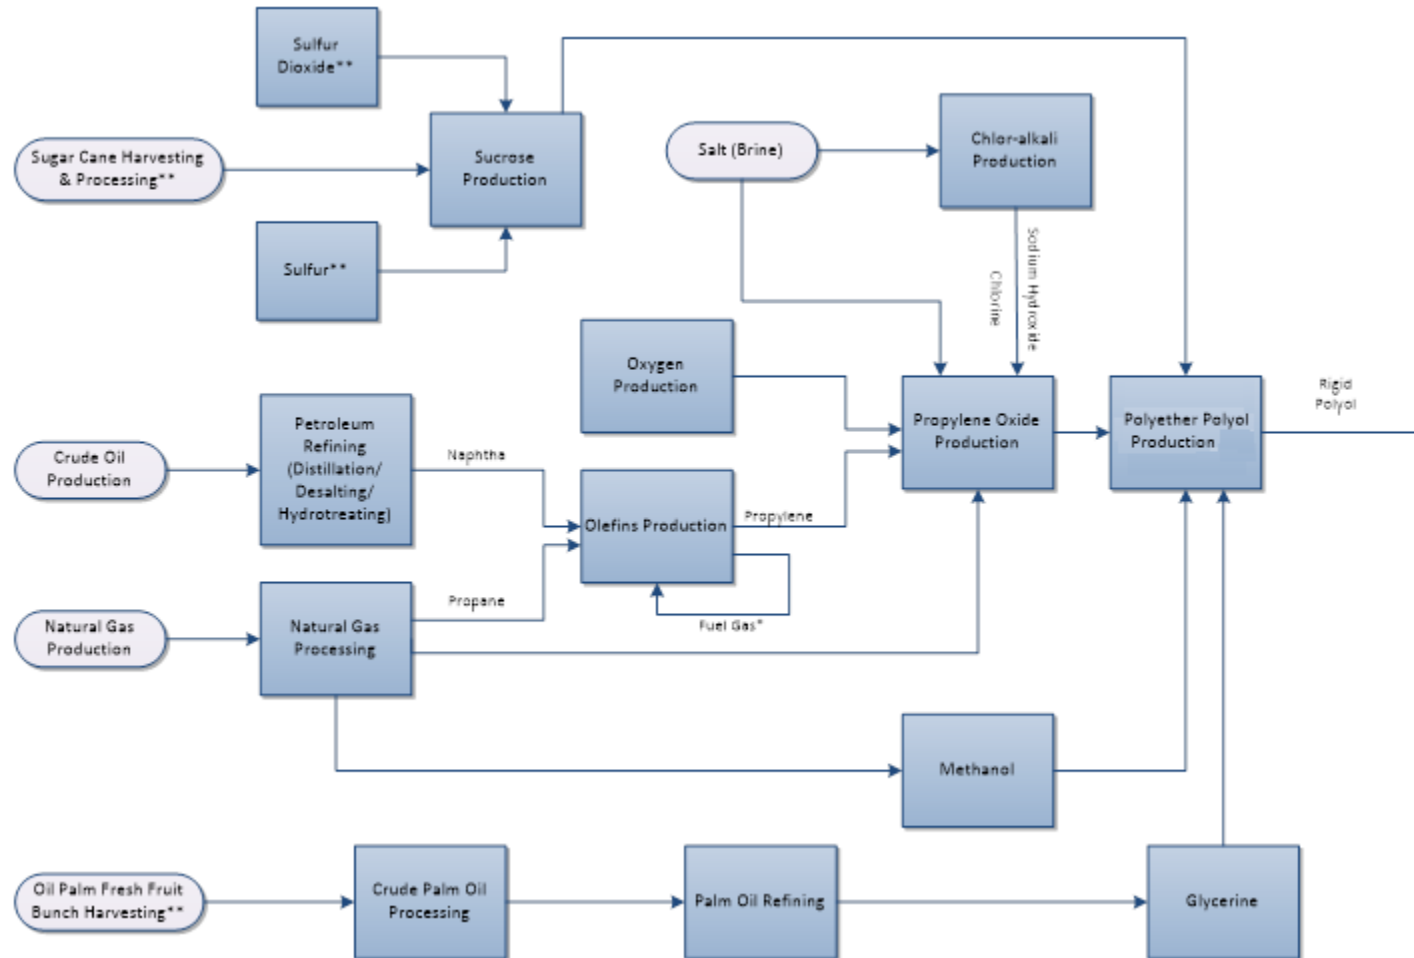 Sulfur
Dioxide**
Sugar Cane Harvesting
& Processing**
Sucrose
Production
Sulfur**
Salt (Brine)
Chlor-alkali
Production
Sodium Hydroxide
Chlorine
Oxygen
Production
Propylene Oxide
Production
Polyether Polyol
Production
Rigid
Polyol
Crude Oil
Production
Petroleum
Refining
(Distillation/
Desalting/
Hydrotreating)
Naphtha
Olefins Production
Propylene
Fuel Gas*
Natural Gas
Production
Natural Gas
Processing
Propane
Methanol
Oil Palm Fresh Fruit
Bunch Harvesting**
Crude Palm Oil
Processing
Palm Oil Refining
Glycerine